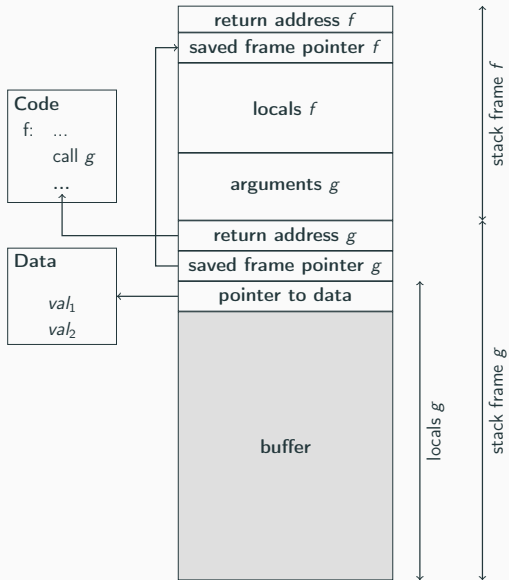 return address f
saved frame pointer f
locals f
arguments g
return address g
saved frame pointer g
pointer to data
buffer
Code
f: ...
call g
...
Data
val₁
val₂
stack frame f
locals g
stack frame g